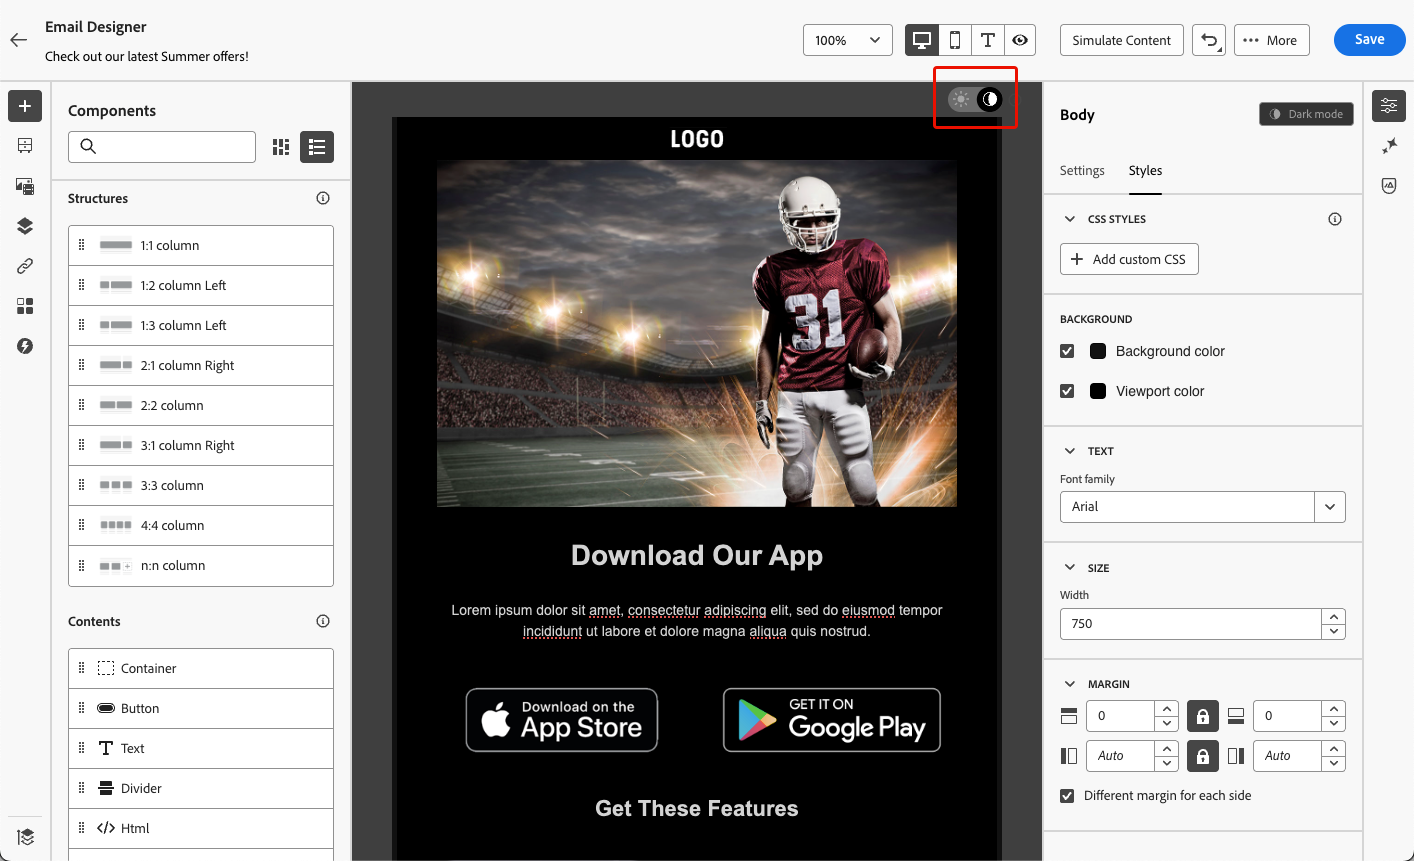 Email Designer
Check out our latest Summer offers!
100%
Simulate Content
More
Save
Components
Structures
1:1 column
1:2 column Left
1:3 column Left
2:1 column Right
2:2 column
3:1 column Right
3:3 column
4:4 column
n:n column
Contents
Container
Button
Text
Divider
Html
LOGO
31
Download Our App
Lorem ipsum dolor sit amet, consectetur adipiscing elit, sed do eiusmod tempor
incididunt ut labore et dolore magna aliqua quis nostrud.
Download on the
App Store
GET IT ON
Google Play
Get These Features
Body
Dark mode
Settings
Styles
CSS STYLES
Add custom CSS
BACKGROUND
Background color
Viewport color
TEXT
Font family
Arial
SIZE
Width
750
MARGIN
0
0
Auto
Auto
Different margin for each side